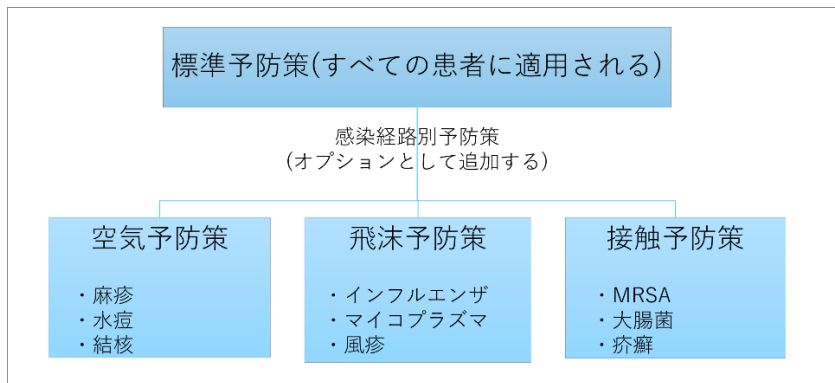 標準予防策(すべての患者に適用される)
感染経路別予防策
(オプションとして追加する)
空気予防策
・麻疹
・水痘
・結核
飛沫予防策
・インフルエンザ
・マイコプラズマ
・風疹
接触予防策
・MRSA
・大腸菌
・疥癬